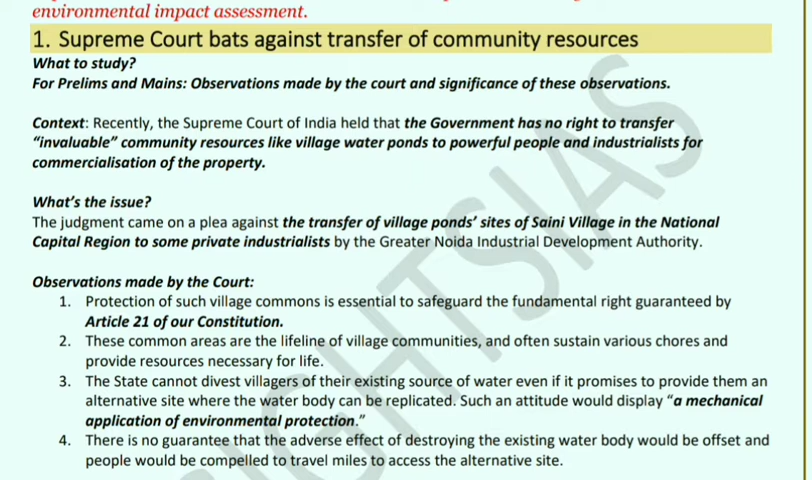 environmental impact assessment.
1. Supreme Court bats against transfer of community resources
What to study?
For Prelims and Mains: Observations made by the court and significance of these observations.
Context: Recently, the Supreme Court of India held that the Government has no right to transfer
“invaluable” community resources like village water ponds to powerful people and industrialists for
commercialisation of the property.
What’s the issue?
The judgment came on a plea against the transfer of village ponds’ sites of Saini Village in the National
Capital Region to some private industrialists by the Greater Noida Industrial Development Authority.
Observations made by the Court:
1. Protection of such village commons is essential to safeguard the fundamental right guaranteed by
Article 21 of our Constitution.
2. These common areas are the lifeline of village communities, and often sustain various chores and
provide resources necessary for life.
3. The State cannot divest villagers of their existing source of water even if it promises to provide them an
alternative site where the water body can be replicated. Such an attitude would display “a mechanical
application of environmental protection.”
4. There is no guarantee that the adverse effect of destroying the existing water body would be offset and
people would be compelled to travel miles to access the alternative site.
SIGHTSIAS